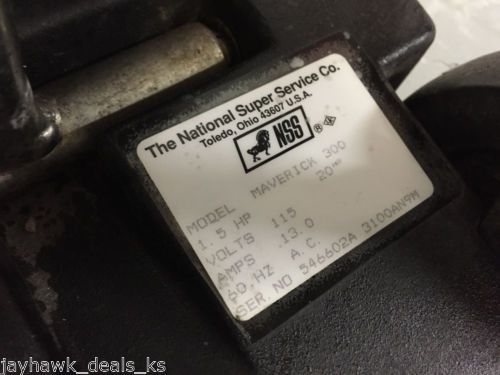 The National Super Service Co.
Toledo, Ohio 43607 U.S.A.
NSS ®
MODEL MAVERICK 300
1.5 HP 20""
VOLTS 115
AMPS 13.0
60 HZ A.C.
SER. NO 546602A 3100AN9M
jayhawk_deals_ks